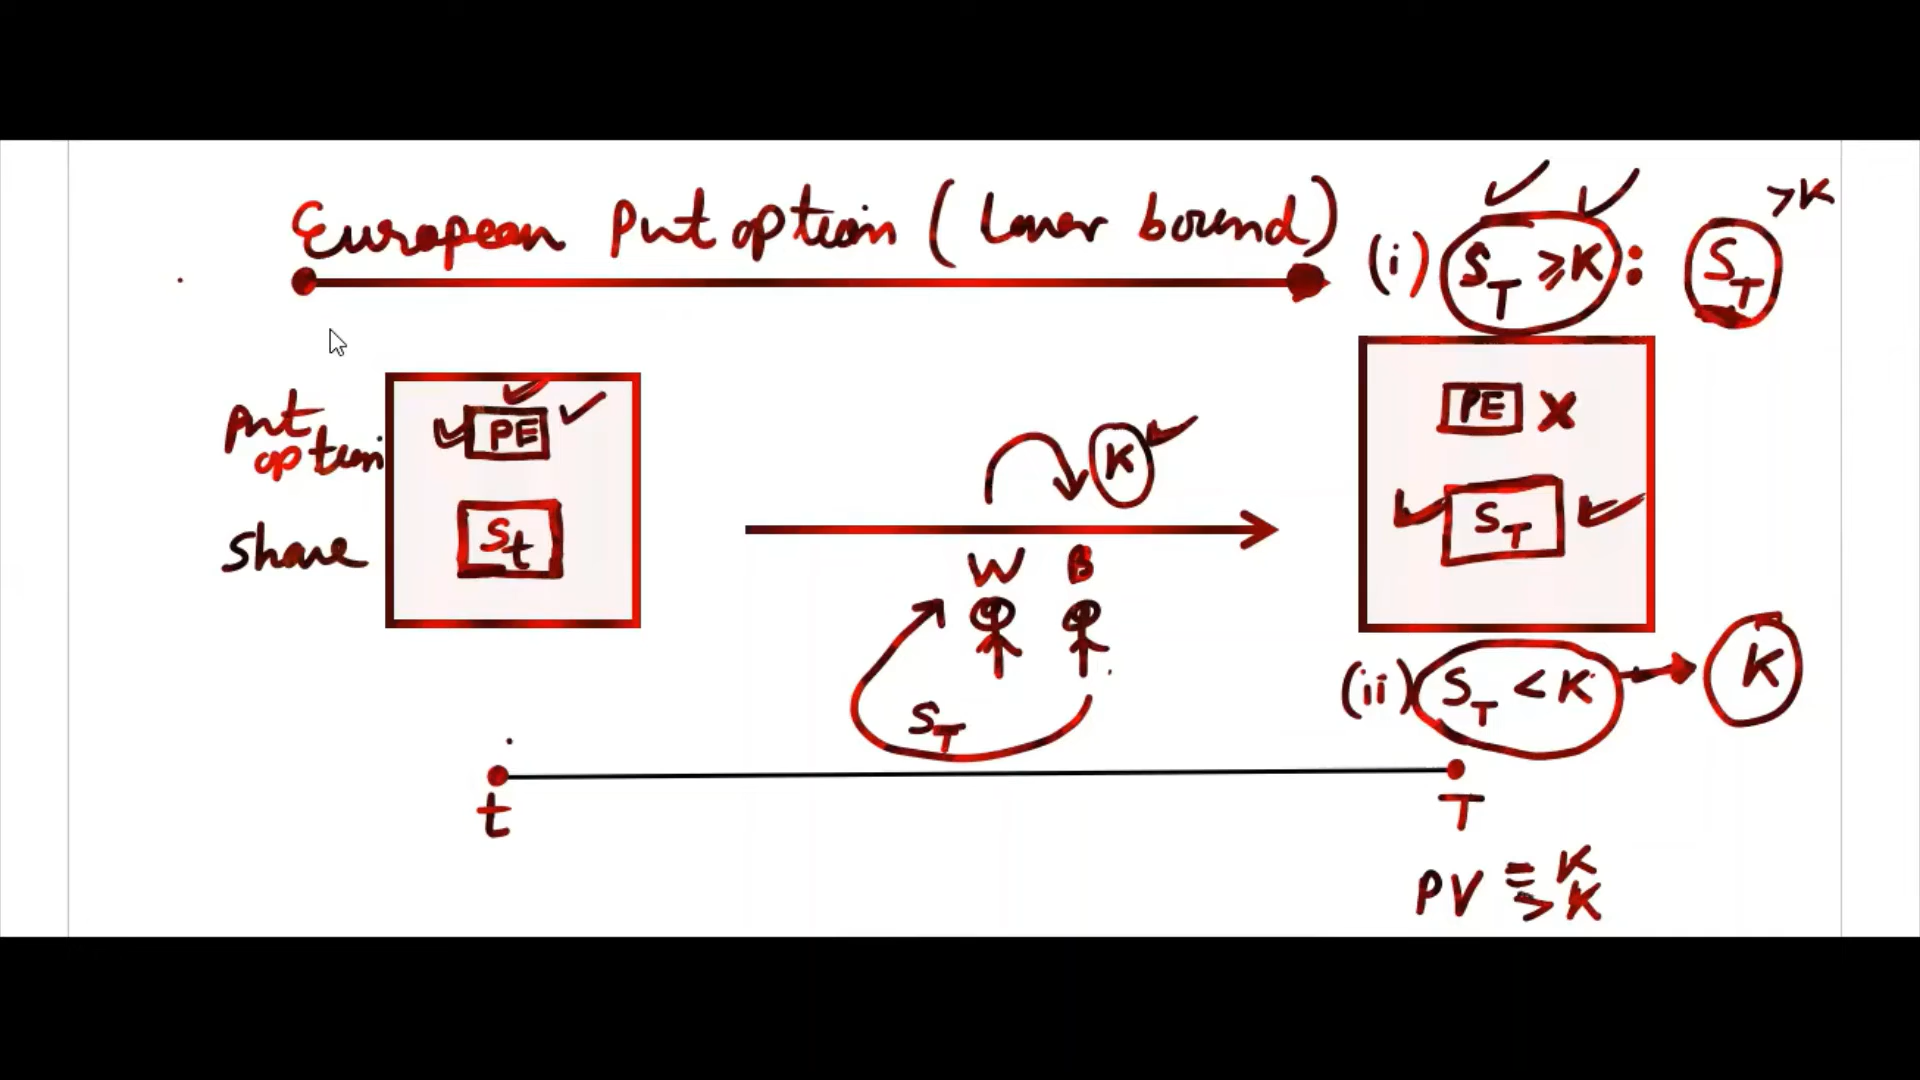 European Put option (Lower bound)
(i) S_T ≥ K : S_T > K
Put option
PE
Share
S_t
K
W B
S_T
PE X
S_T
(ii) S_T < K → K
t
T
PV = K
> K